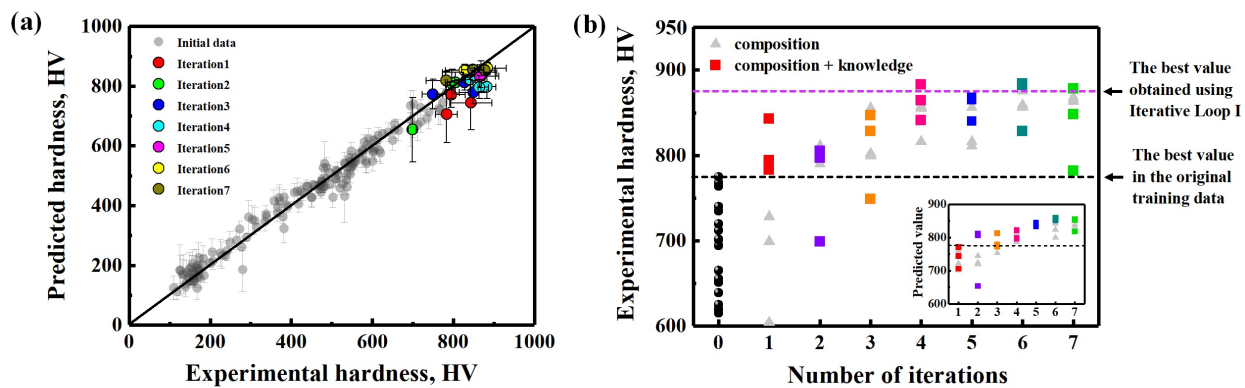 (a)
Predicted hardness, HV
1000
800
600
400
200
0
0
200
400
600
800
1000
Experimental hardness, HV
Initial data
Iteration1
Iteration2
Iteration3
Iteration4
Iteration5
Iteration6
Iteration7
(b)
Experimental hardness, HV
950
900
850
800
750
700
650
600
0
1
2
3
4
5
6
7
Number of iterations
composition
composition + knowledge
The best value
obtained using
Iterative Loop I
The best value
in the original
training data
Predicted value
900
800
700
600
1
2
3
4
5
6
7